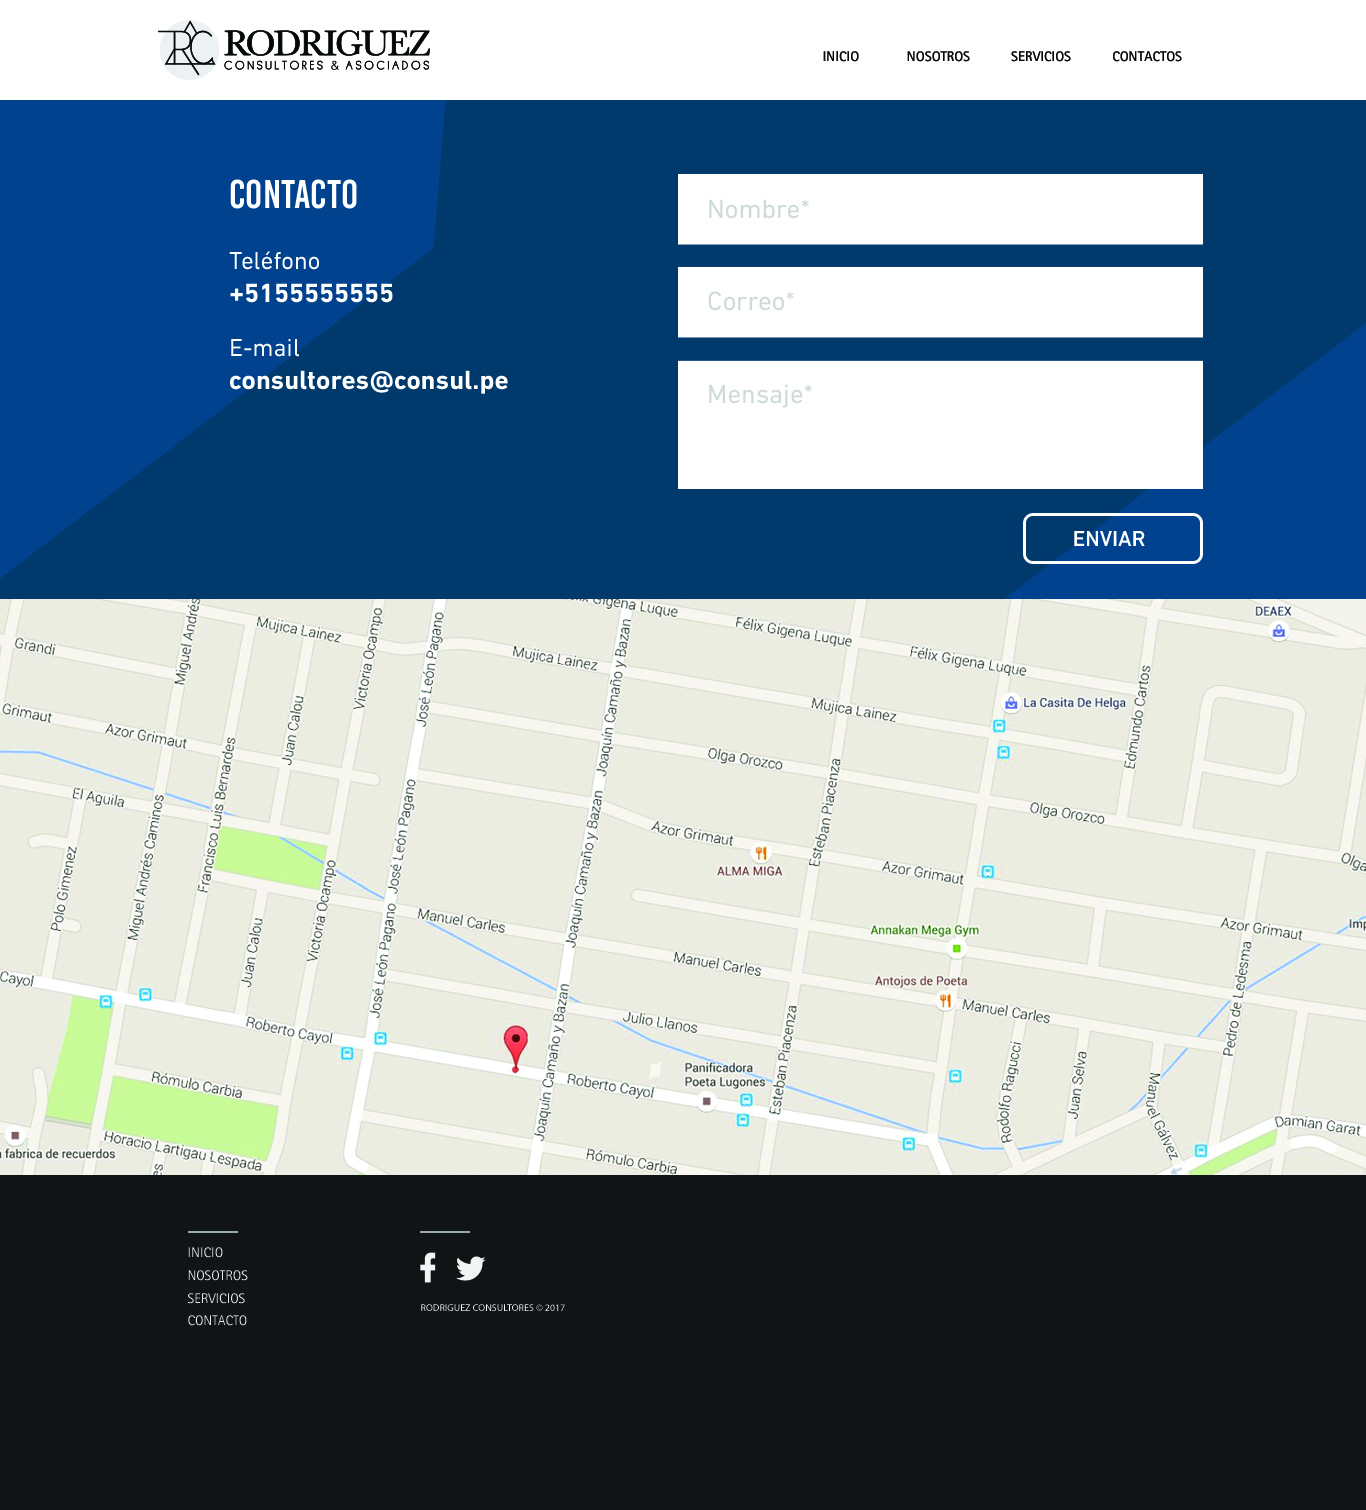 RC RODRIGUEZ
CONSULTORES & ASOCIADOS
INICIO NOSOTROS SERVICIOS CONTACTOS
CONTACTO
Teléfono
+5155555555
E-mail
consultores@consul.pe
Nombre*
Correo*
Mensaje*
ENVIAR
Félix Gigena Luque
DEAEX
Miguel Andrés
Mujica Lainez
Victoria Ocampo
José León Pagano
Joaquín Camaño y Bazan
Félix Gigena Luque
Grandi
Mujica Lainez
Félix Gigena Luque
Edmundo Cartos
La Casita De Helga
Grimaut
Azor Grimaut
Juan Calou
Mujica Lainez
Olga Orozco
Francisco Luis Bernardes
Esteban Piacenza
El Aguila
Miguel Andrés Caminos
José León Pagano
Joaquín Camaño y Bazan
Olga Orozco
Azor Grimaut
Polo Gimenez
Victoria Ocampo
ALMA MIGA
Azor Grimaut
Olga
Juan Calou
José León Pagano
Manuel Carles
Annakan Mega Gym
Azor Grimaut
Imp
Cayol
Manuel Carles
Antojos de Poeta
Pedro de Ledesma
Roberto Cayol
Joaquín Camaño y Bazan
Julio Llanos
Esteban Piacenza
Manuel Carles
Rómulo Carbia
Roberto Cayol
Panificadora
Poeta Lugones
Rodolfo Ragucci
Juan Selva
Manuel Gálvez
Damian Garat
fabrica de recuerdos
Horacio Lartigau Lespada
Rómulo Carbia
INICIO
NOSOTROS
SERVICIOS
CONTACTO
RODRIGUEZ CONSULTORES © 2017